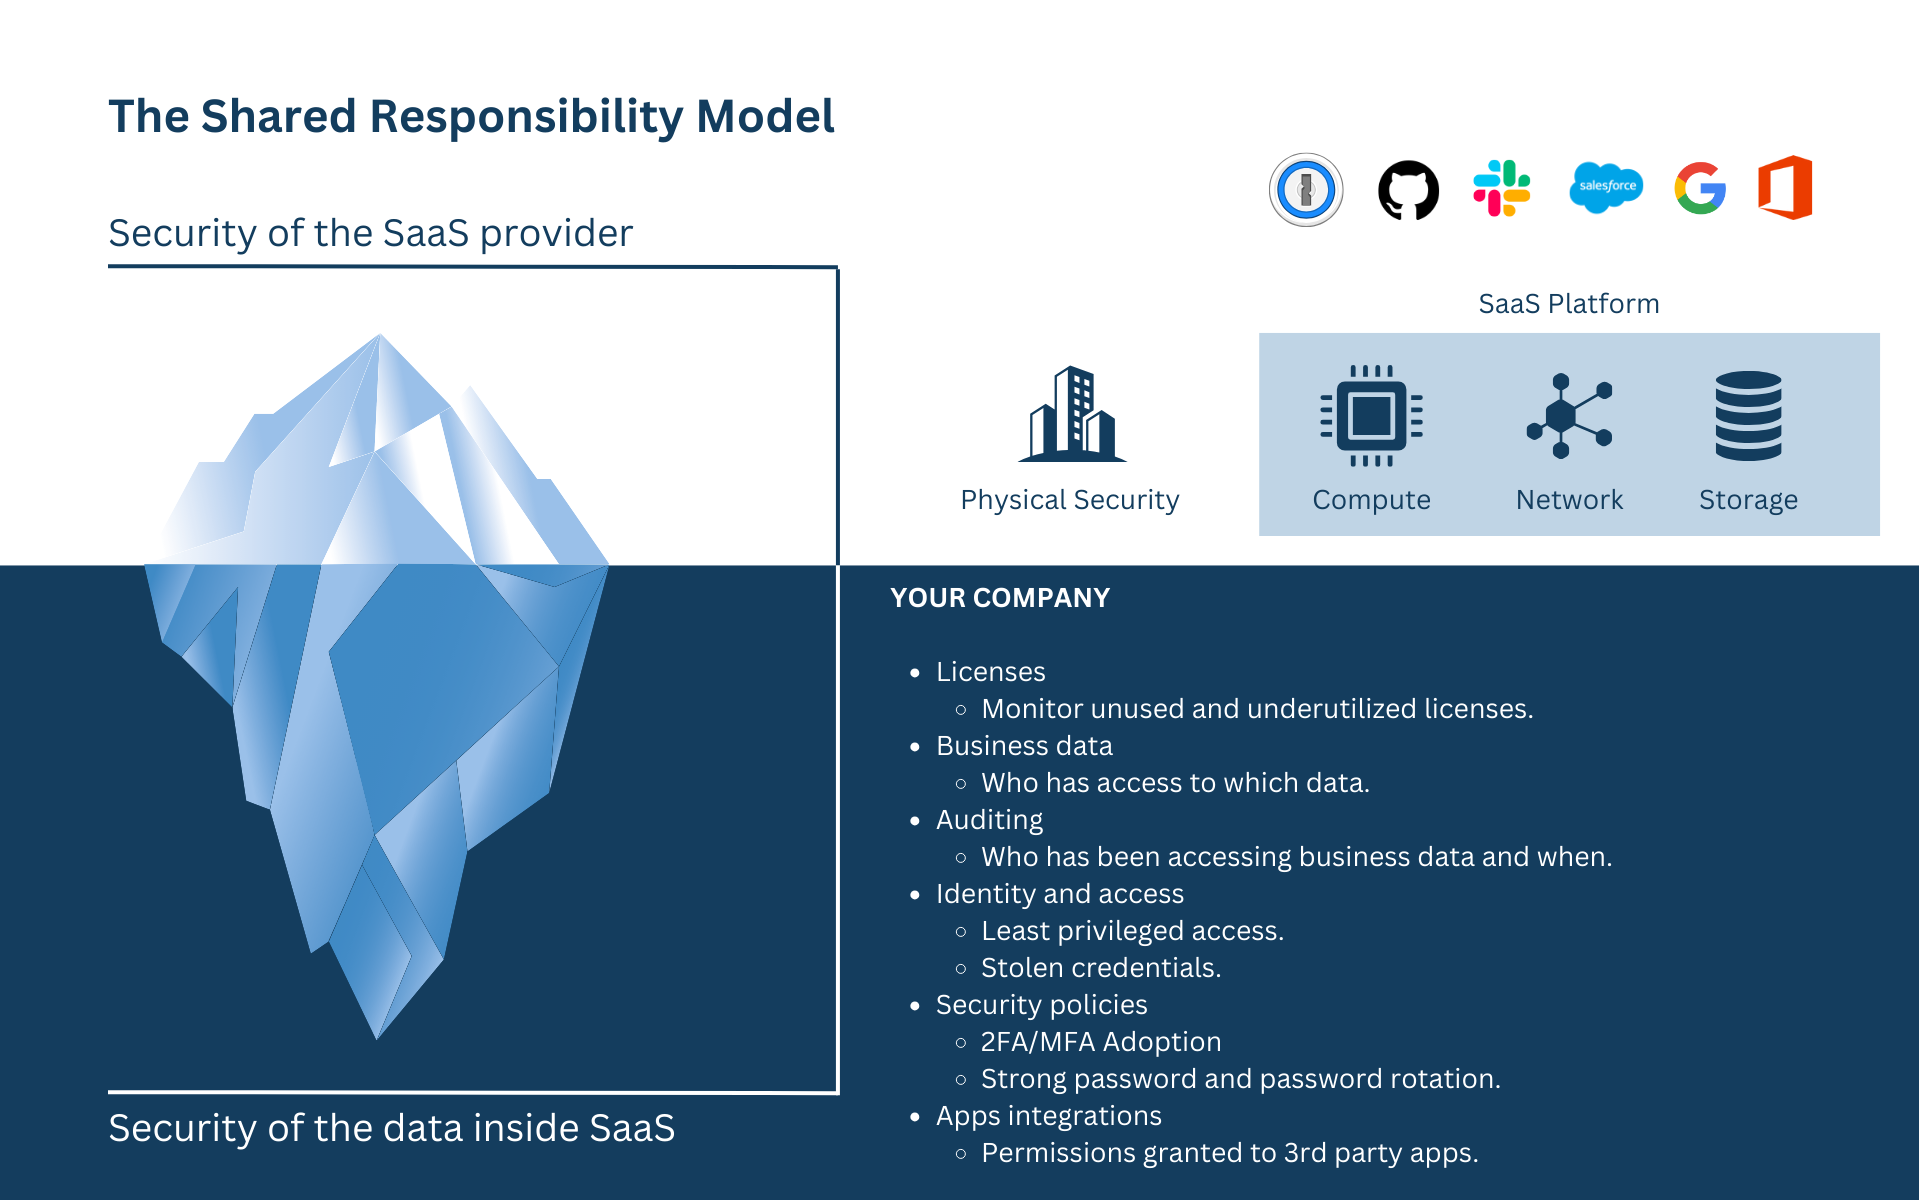 The Shared Responsibility Model
Security of the SaaS provider
salesforce
SaaS Platform
Physical Security
Compute
Network
Storage
YOUR COMPANY
Licenses
Monitor unused and underutilized licenses.
Business data
Who has access to which data.
Auditing
Who has been accessing business data and when.
Identity and access
Least privileged access.
Stolen credentials.
Security policies
2FA/MFA Adoption
Strong password and password rotation.
Apps integrations
Permissions granted to 3rd party apps.
Security of the data inside SaaS